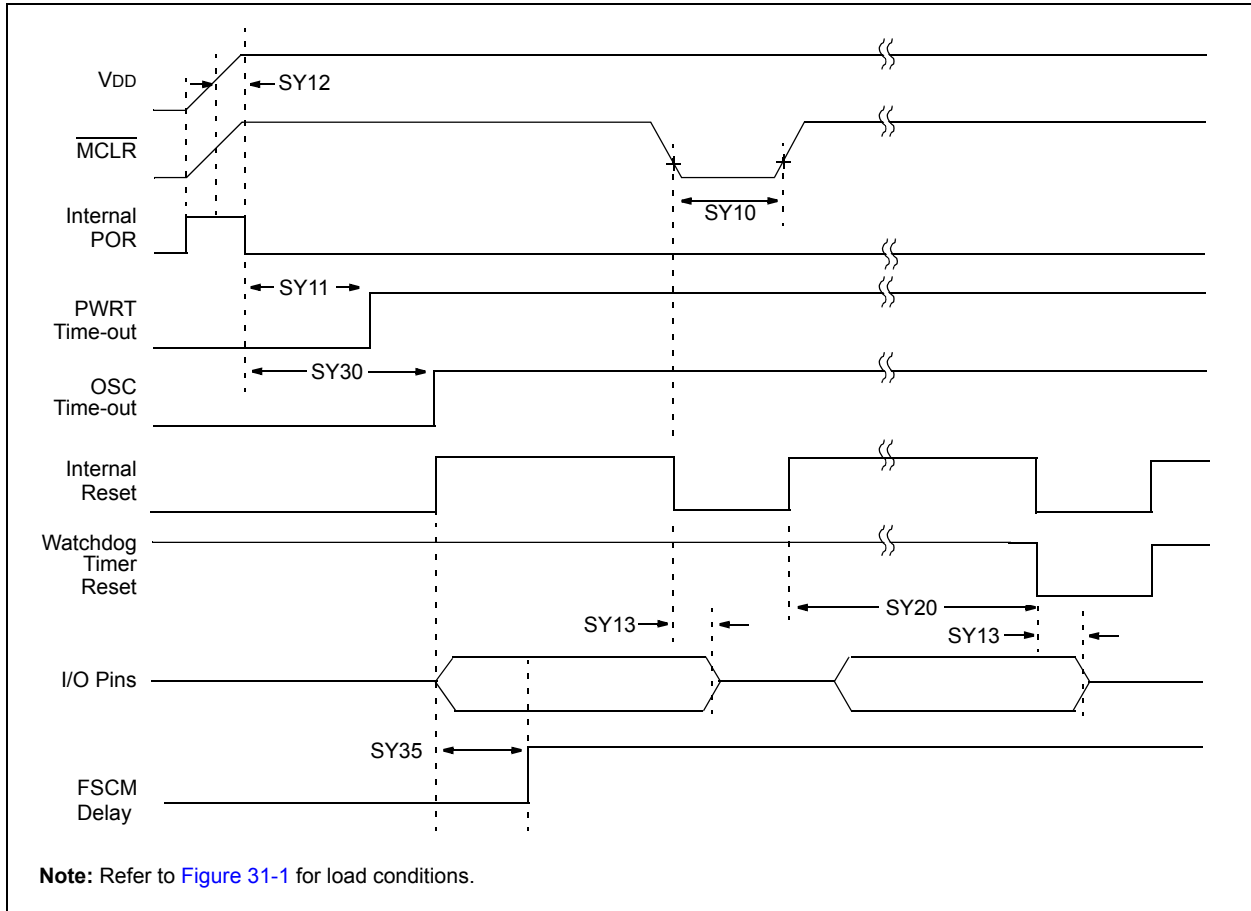 VDD
SY12
MCLR
SY10
Internal
POR
SY11
PWRT
Time-out
SY30
OSC
Time-out
Internal
Reset
Watchdog
Timer
Reset
SY20
SY13
SY13
I/O Pins
SY35
FSCM
Delay
Note: Refer to Figure 31-1 for load conditions.